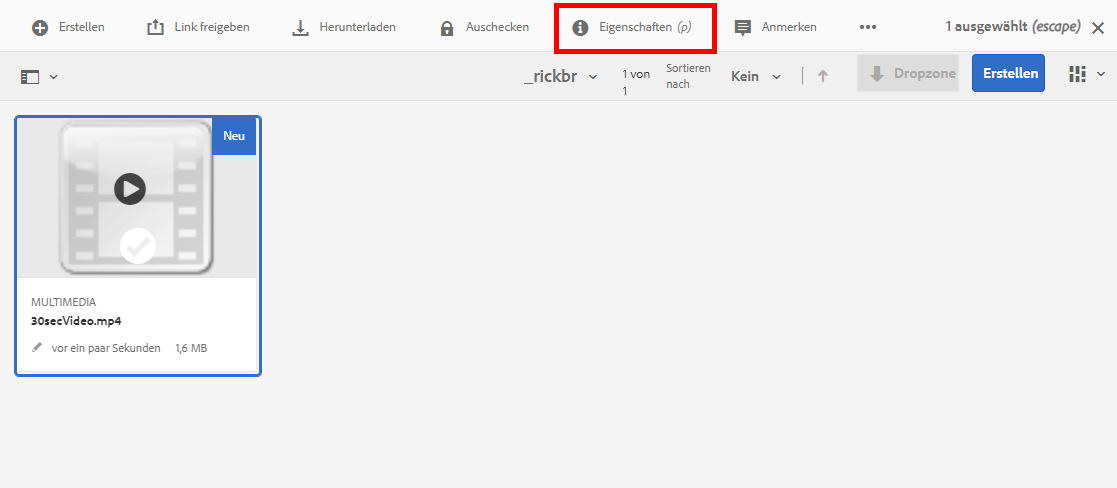 Erstellen Link freigeben Herunterladen Auschecken Eigenschaften (p) Anmerken 1 ausgewählt (escape)
_rickbr 1 von 1 Sortieren nach Kein Dropzone Erstellen
Neu
MULTIMEDIA
30secVideo.mp4
vor ein paar Sekunden 1,6 MB